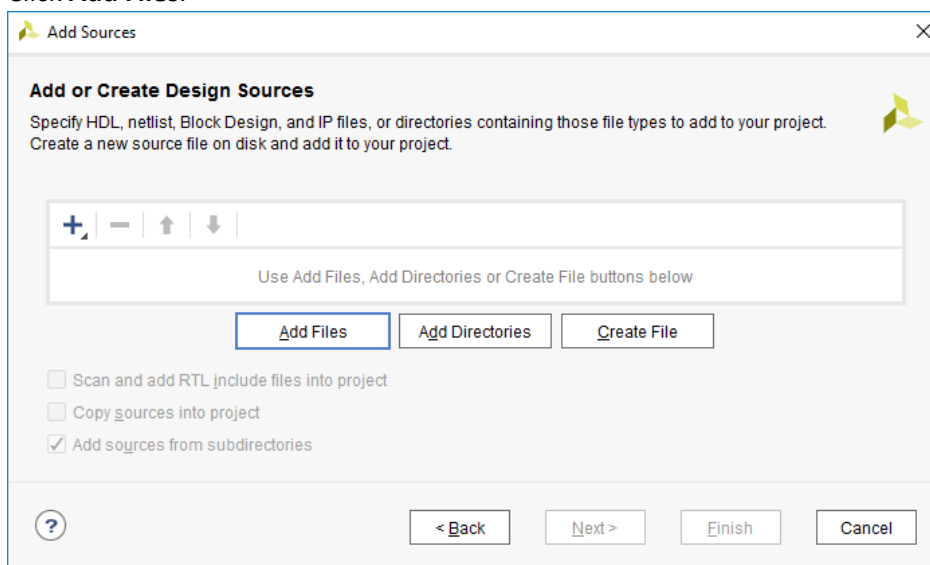 Click Add Files.
Add Sources
Add or Create Design Sources
Specify HDL, netlist, Block Design, and IP files, or directories containing those file types to add to your project.
Create a new source file on disk and add it to your project.
Use Add Files, Add Directories or Create File buttons below
Add Files Add Directories Create File
Scan and add RTL include files into project
Copy sources into project
Add sources from subdirectories
? < Back Next > Finish Cancel